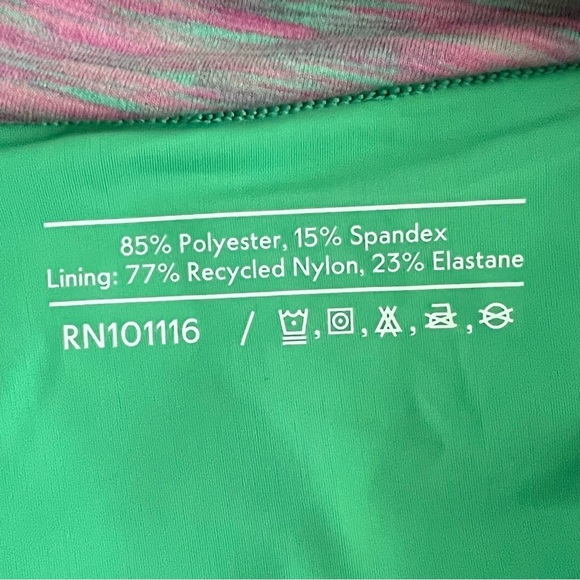 85% Polyester, 15% Spandex
Lining: 77% Recycled Nylon, 23% Elastane
RN101116 / , , , ,